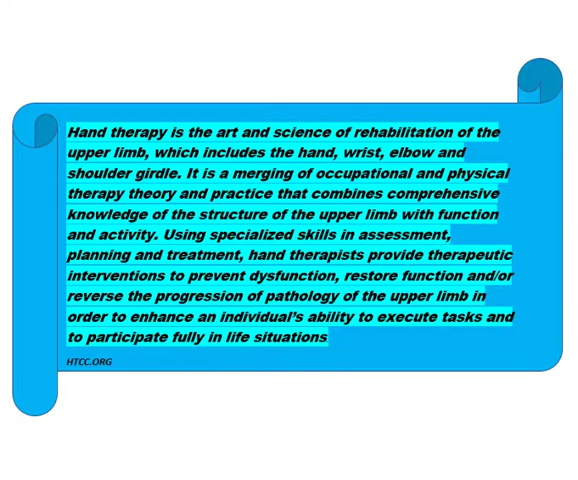 Hand therapy is the art and science of rehabilitation of the
upper limb, which includes the hand, wrist, elbow and
shoulder girdle. It is a merging of occupational and physical
therapy theory and practice that combines comprehensive
knowledge of the structure of the upper limb with function
and activity. Using specialized skills in assessment,
planning and treatment, hand therapists provide therapeutic
interventions to prevent dysfunction, restore function and/or
reverse the progression of pathology of the upper limb in
order to enhance an individual’s ability to execute tasks and
to participate fully in life situations
HTCC.ORG